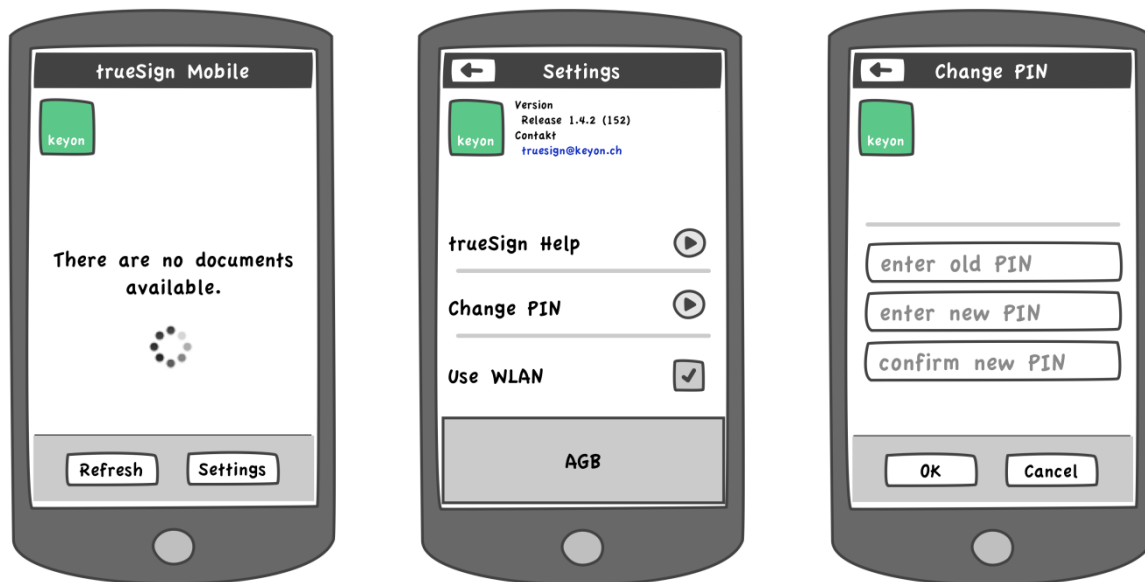 trueSign Mobile
keyon
There are no documents
available.
Refresh
Settings
Settings
keyon
Version
Release 1.4.2 (152)
Contakt
truesign@keyon.ch
trueSign Help
Change PIN
Use WLAN
AGB
Change PIN
keyon
enter old PIN
enter new PIN
confirm new PIN
OK
Cancel